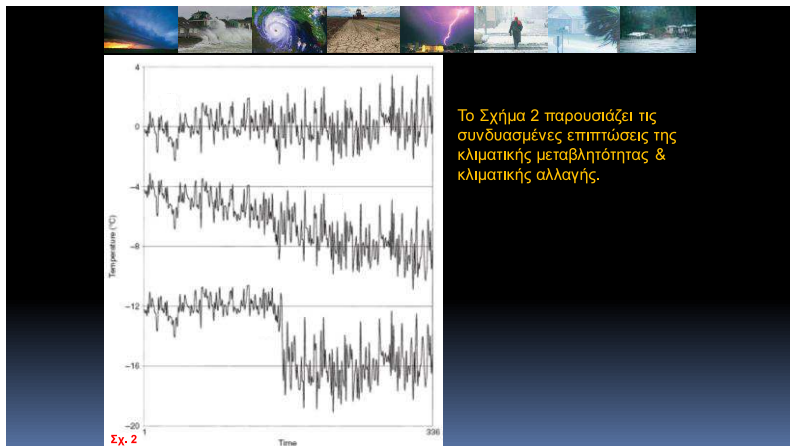 Το Σχήμα 2 παρουσιάζει τις
συνδυασμένες επιπτώσεις της
κλιματικής μεταβλητότητας &
κλιματικής αλλαγής.
4
0
−4
−8
−12
−16
−20
Temperature (°C)
1
336
Time
Σχ. 2